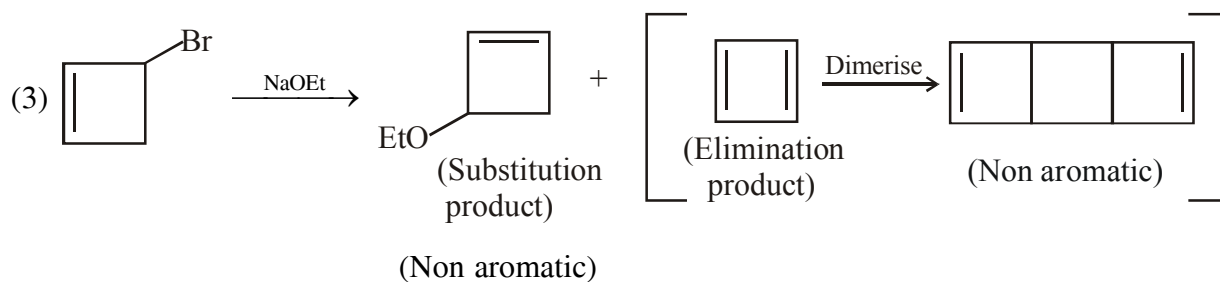 (3)
Br
NaOEt
EtO
(Substitution
product)
(Non aromatic)
+
(Elimination
product)
Dimerise
(Non aromatic)